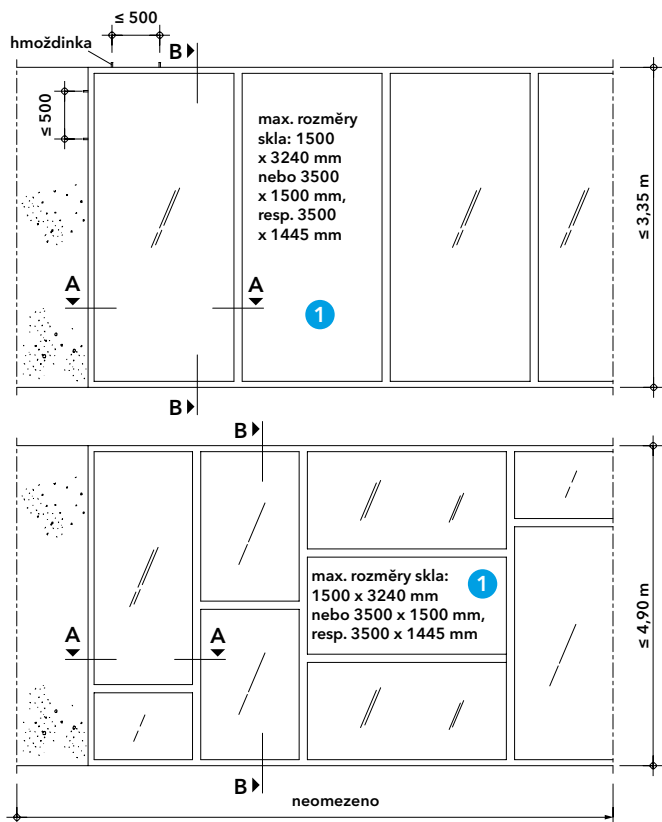 ≤ 500
hmoždinka
B
≤ 500
max. rozměry
skla: 1500
x 3240 mm
nebo 3500
x 1500 mm,
resp. 3500
x 1445 mm
≤ 3,35 m
A
A
1
B
B
max. rozměry skla:
1500 x 3240 mm
nebo 3500 x 1500 mm,
resp. 3500 x 1445 mm
1
≤ 4,90 m
A
A
B
neomezeno